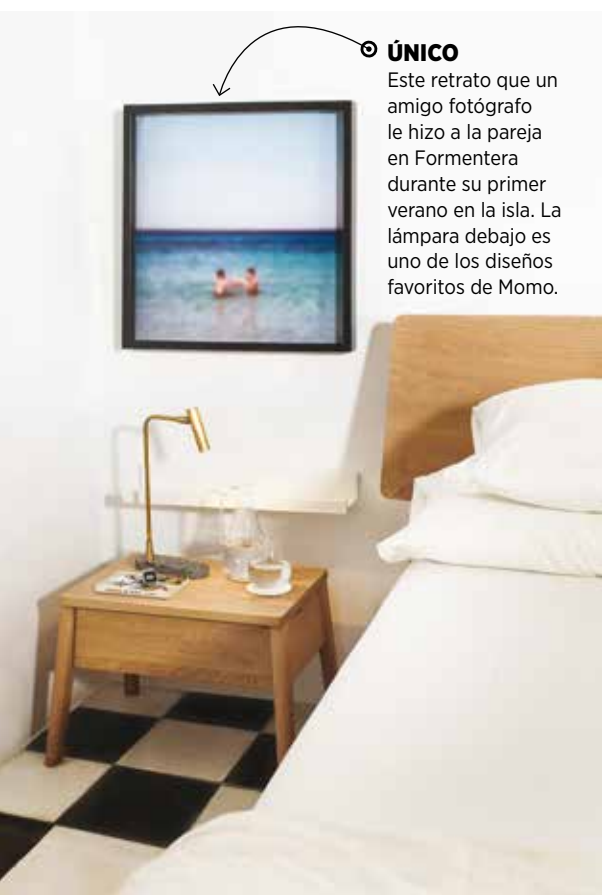 ÚNICO
Este retrato que un
amigo fotógrafo
le hizo a la pareja
en Formentera
durante su primer
verano en la isla. La
lámpara debajo es
uno de los diseños
favoritos de Momo.